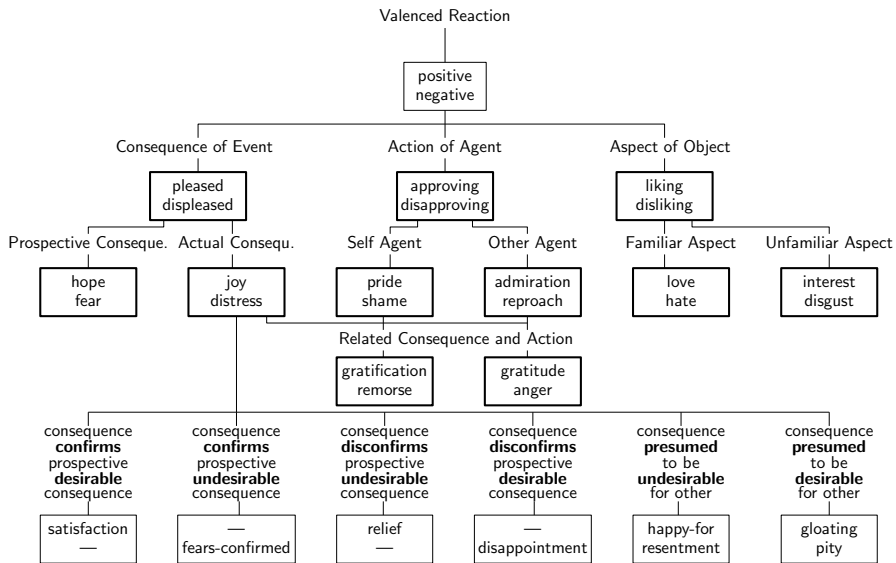 Valenced Reaction
positive
negative
Consequence of Event
Action of Agent
Aspect of Object
pleased
displeased
approving
disapproving
liking
disliking
Prospective Conseque.
Actual Consequ.
Self Agent
Other Agent
Familiar Aspect
Unfamiliar Aspect
hope
fear
joy
distress
pride
shame
admiration
reproach
love
hate
interest
disgust
Related Consequence and Action
gratification
remorse
gratitude
anger
consequence
confirms
prospective
desirable
consequence
consequence
confirms
prospective
undesirable
consequence
consequence
disconfirms
prospective
undesirable
consequence
consequence
disconfirms
prospective
desirable
consequence
consequence
presumed
to be
undesirable
for other
consequence
presumed
to be
desirable
for other
satisfaction
—
—
fears-confirmed
relief
—
—
disappointment
happy-for
resentment
gloating
pity